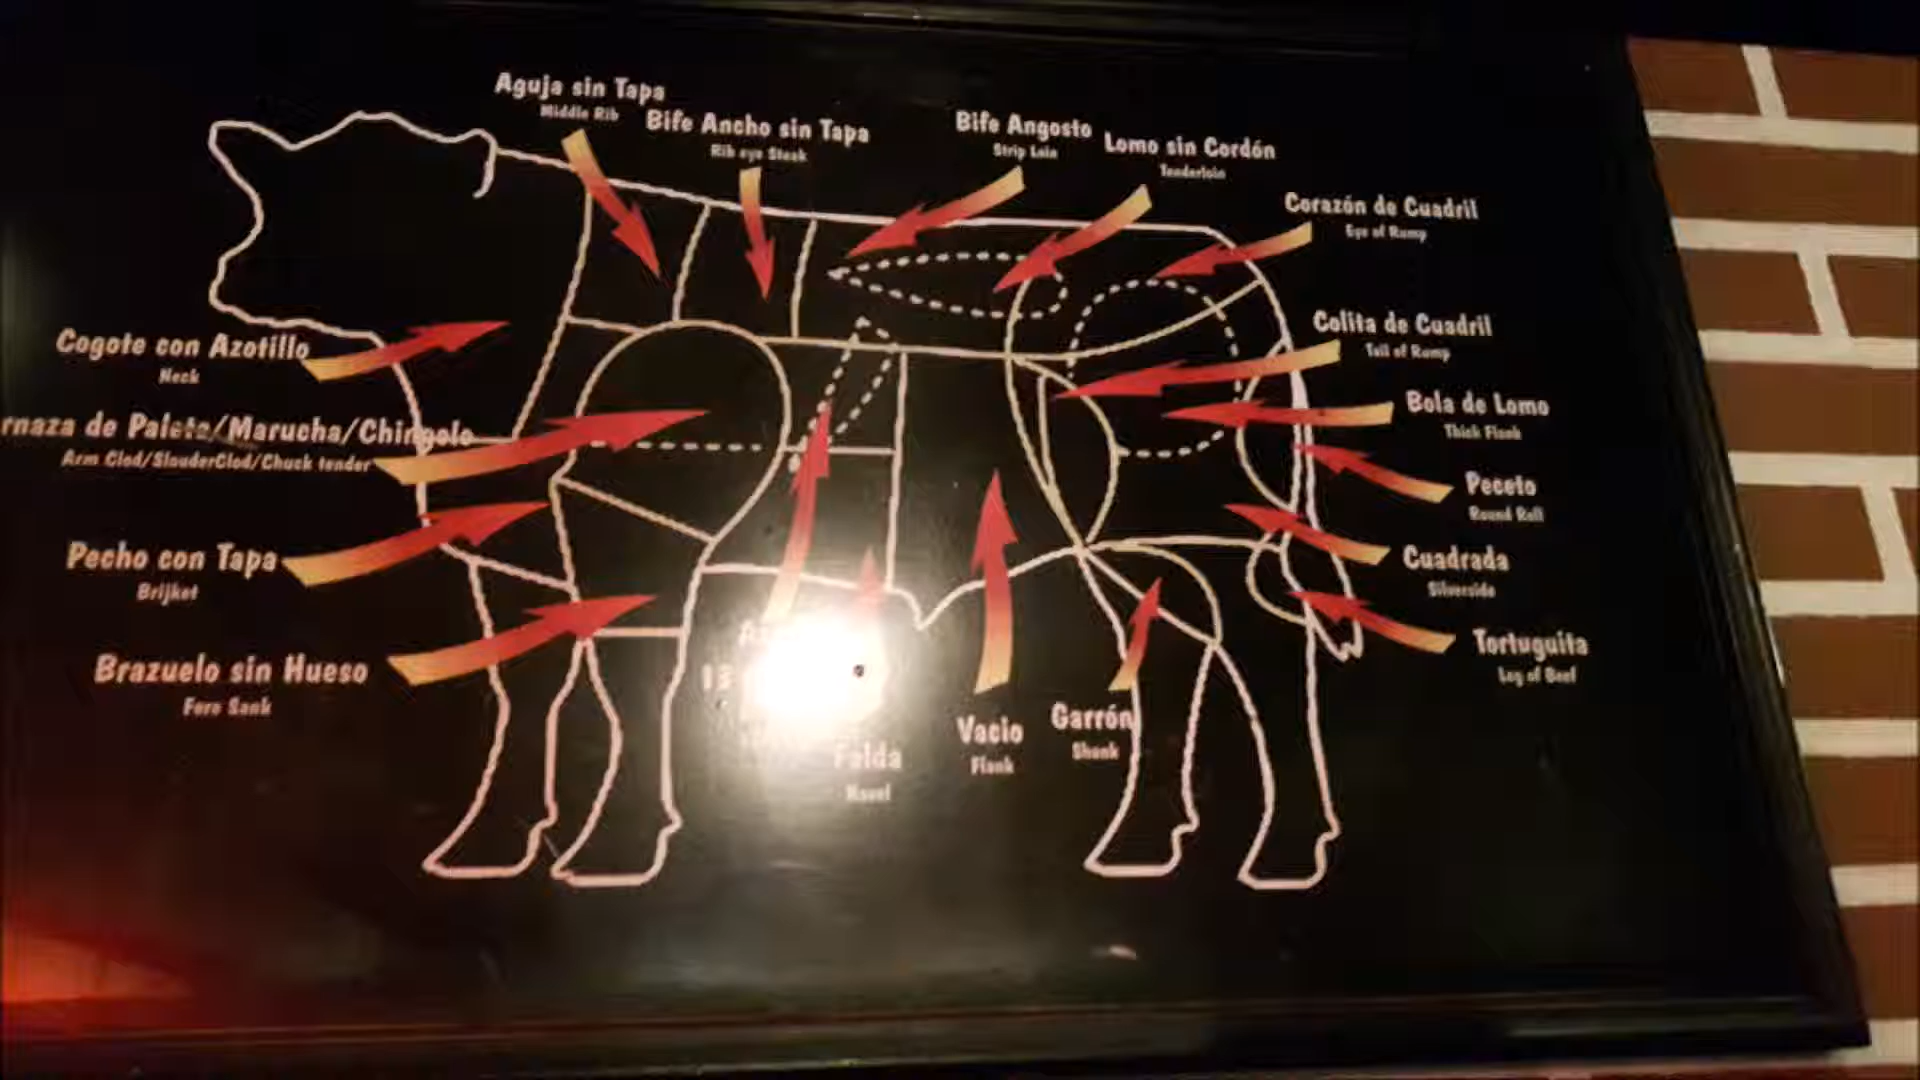 Aguja sin Tapa
Middle Rib
Bife Ancho sin Tapa
Rib eye Steak
Bife Angosto
Strip Loin
Lomo sin Cordón
Tenderloin
Corazón de Cuadril
Eye of Rump
Colita de Cuadril
Tail of Rump
Bola de Lomo
Thick Flank
Peceto
Round Roll
Cuadrada
Silverside
Tortuguita
Leg of Beef
Cogote con Azotillo
Neck
rnaza de Paleta/Marucha/Chingolo
Arm Clod/SlouderClod/Chuck tender
Pecho con Tapa
Brijket
Brazuelo sin Hueso
Fore Sank
13
Falda
Navel
Vacio
Flank
Garrón
Shank